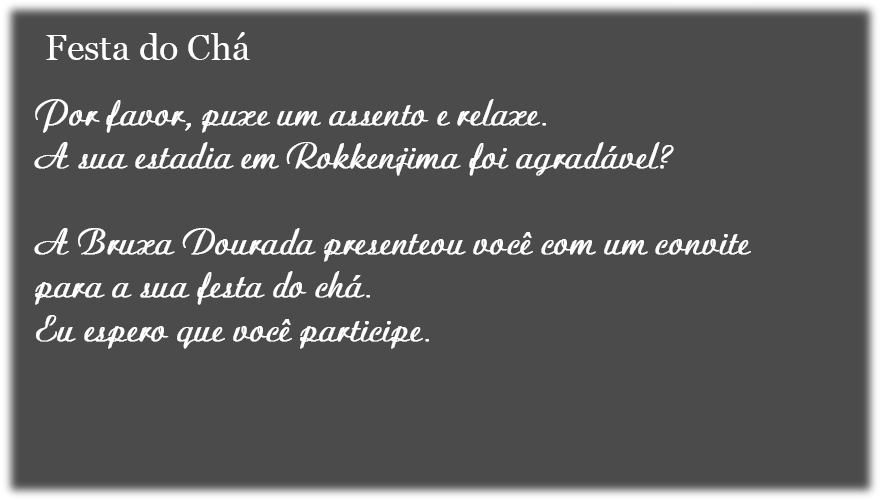 Festa do Chá
Por favor, puxe um assento e relaxe.
A sua estadia em Rokkenjima foi agradável?
A Bruxa Dourada presenteou você com um convite
para a sua festa do chá.
Eu espero que você participe.